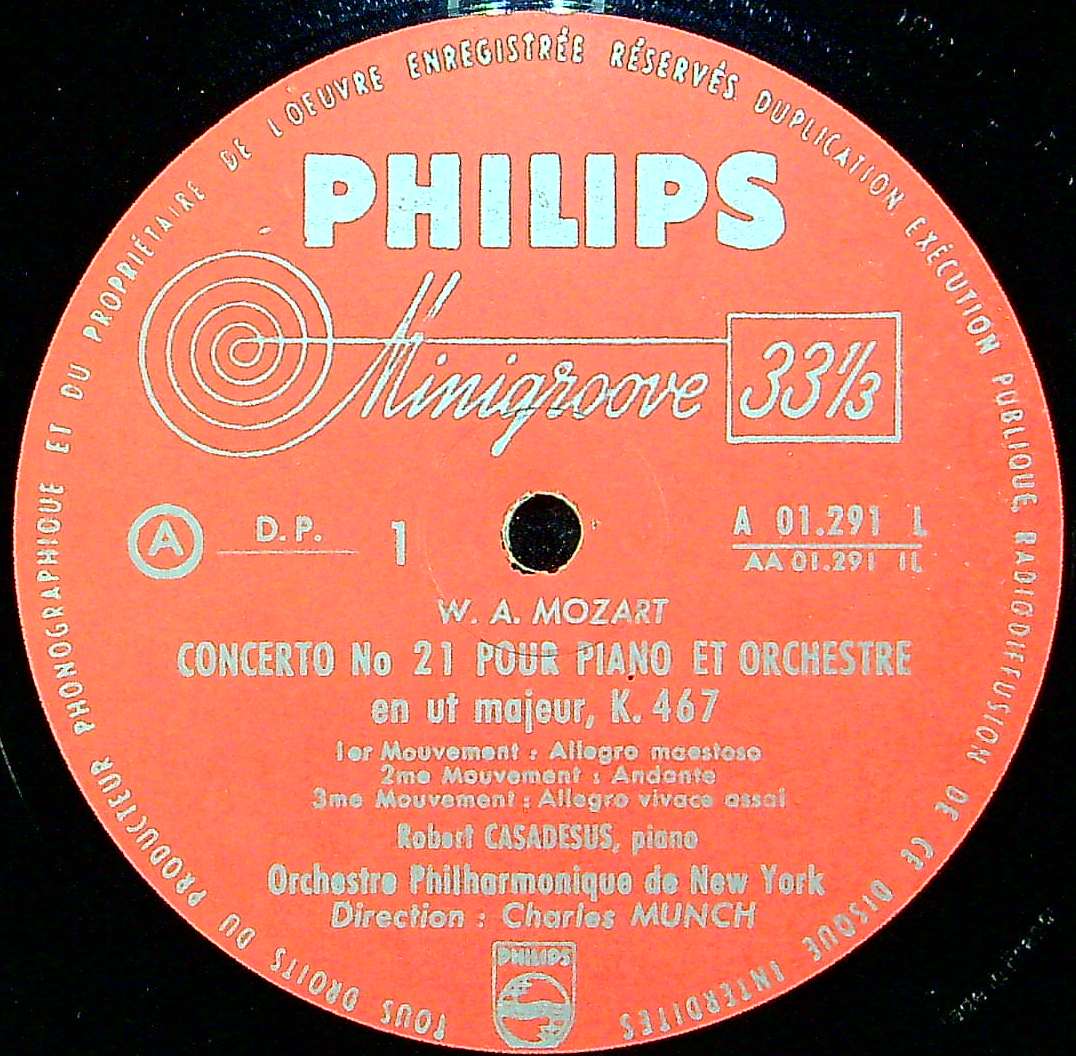 TOUS DROITS DU PRODUCTEUR PHONOGRAPHIQUE ET DU PROPRIÉTAIRE DE L'OEUVRE ENREGISTRÉE RÉSERVÉS DUPLICATION EXÉCUTION PUBLIQUE RADIODIFFUSION DE CE DISQUE INTERDITES
PHILIPS
Minigroove 33 1/3
A D.P. 1 A 01.291 L
AA 01.291 1L
W. A. MOZART
CONCERTO No 21 POUR PIANO ET ORCHESTRE
en ut majeur, K. 467
1er Mouvement : Allegro maestoso
2me Mouvement : Andante
3me Mouvement : Allegro vivace assai
Robert CASADESUS, piano
Orchestre Philharmonique de New York
Direction : Charles MUNCH
PHILIPS